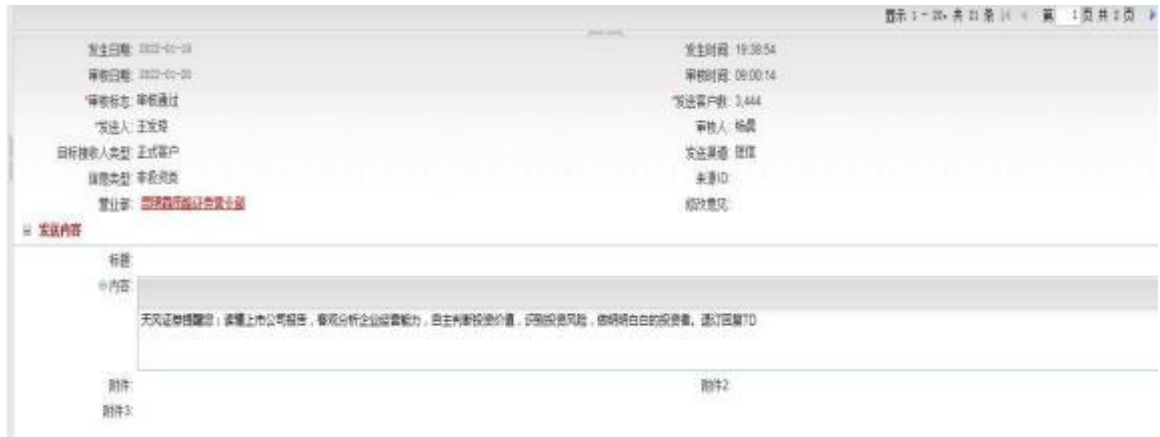 显示 1 - 20, 共 21 条 第 1 页 共 2 页
发生日期: 2022-01-19 发生时间: 19:38:54
审核日期: 2022-01-20 审核时间: 09:00:14
*审核标志: 审核通过 *发送客户数: 3,444
*发送人: 审核人:
目标接收人类型: 正式客户 发送渠道: 短信
信息类型: 非投资类 来源ID:
营业部: 修改意见:
发送内容
标题:
内容:
天风证券提醒您：读懂上市公司报告，客观分析企业经营能力，自主判断投资价值，识别投资风险，做明明白白的投资者。退订回复TD
附件: 附件2:
附件3: